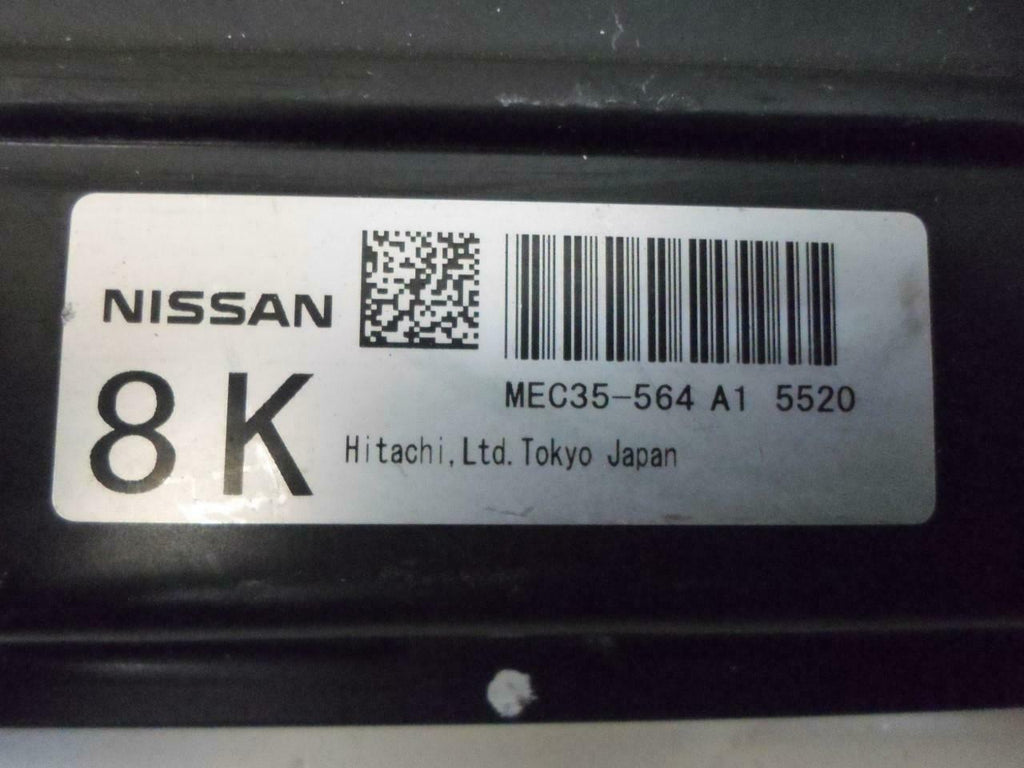 NISSAN
8K
MEC35-564 A1 5520
Hitachi,Ltd.Tokyo Japan